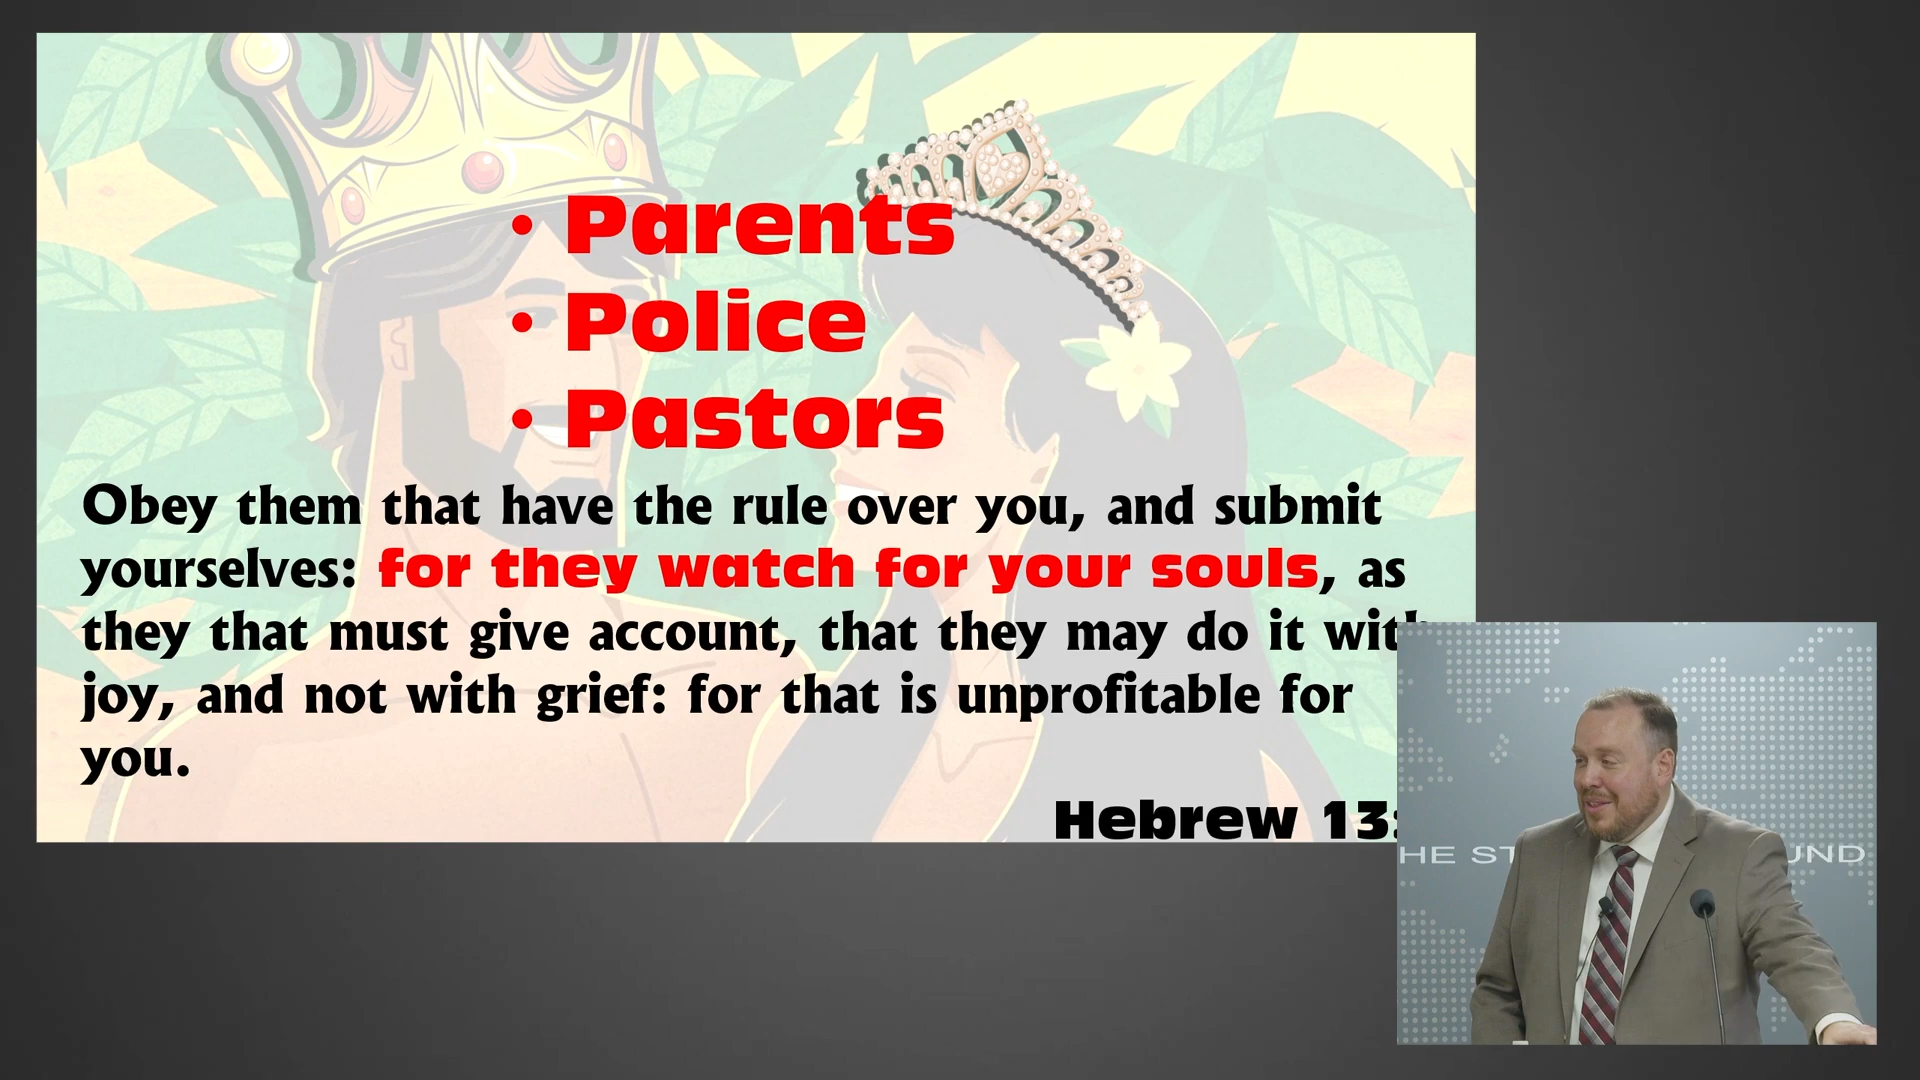 • Parents
• Police
• Pastors
Obey them that have the rule over you, and submit
yourselves: for they watch for your souls, as
they that must give account, that they may do it with
joy, and not with grief: for that is unprofitable for
you.
Hebrew 13:
HE ST UND